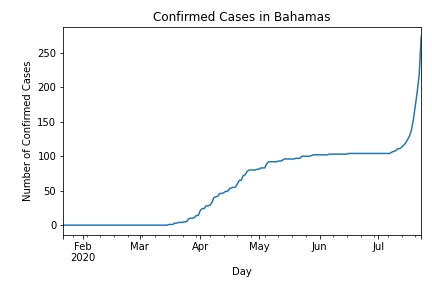 Confirmed Cases in Bahamas
Number of Confirmed Cases
250
200
150
100
50
0
Feb
2020
Mar
Apr
May
Jun
Jul
Day